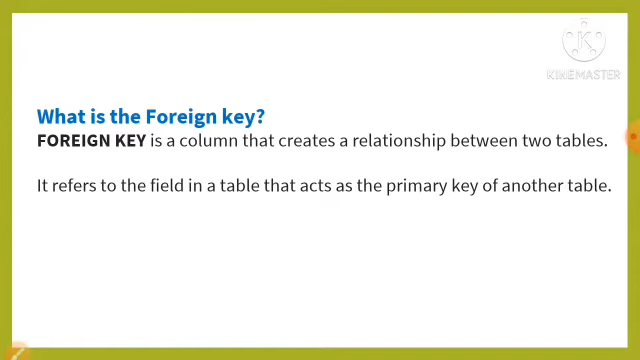 K
KINEMASTER
What is the Foreign key?
FOREIGN KEY is a column that creates a relationship between two tables.
It refers to the field in a table that acts as the primary key of another table.